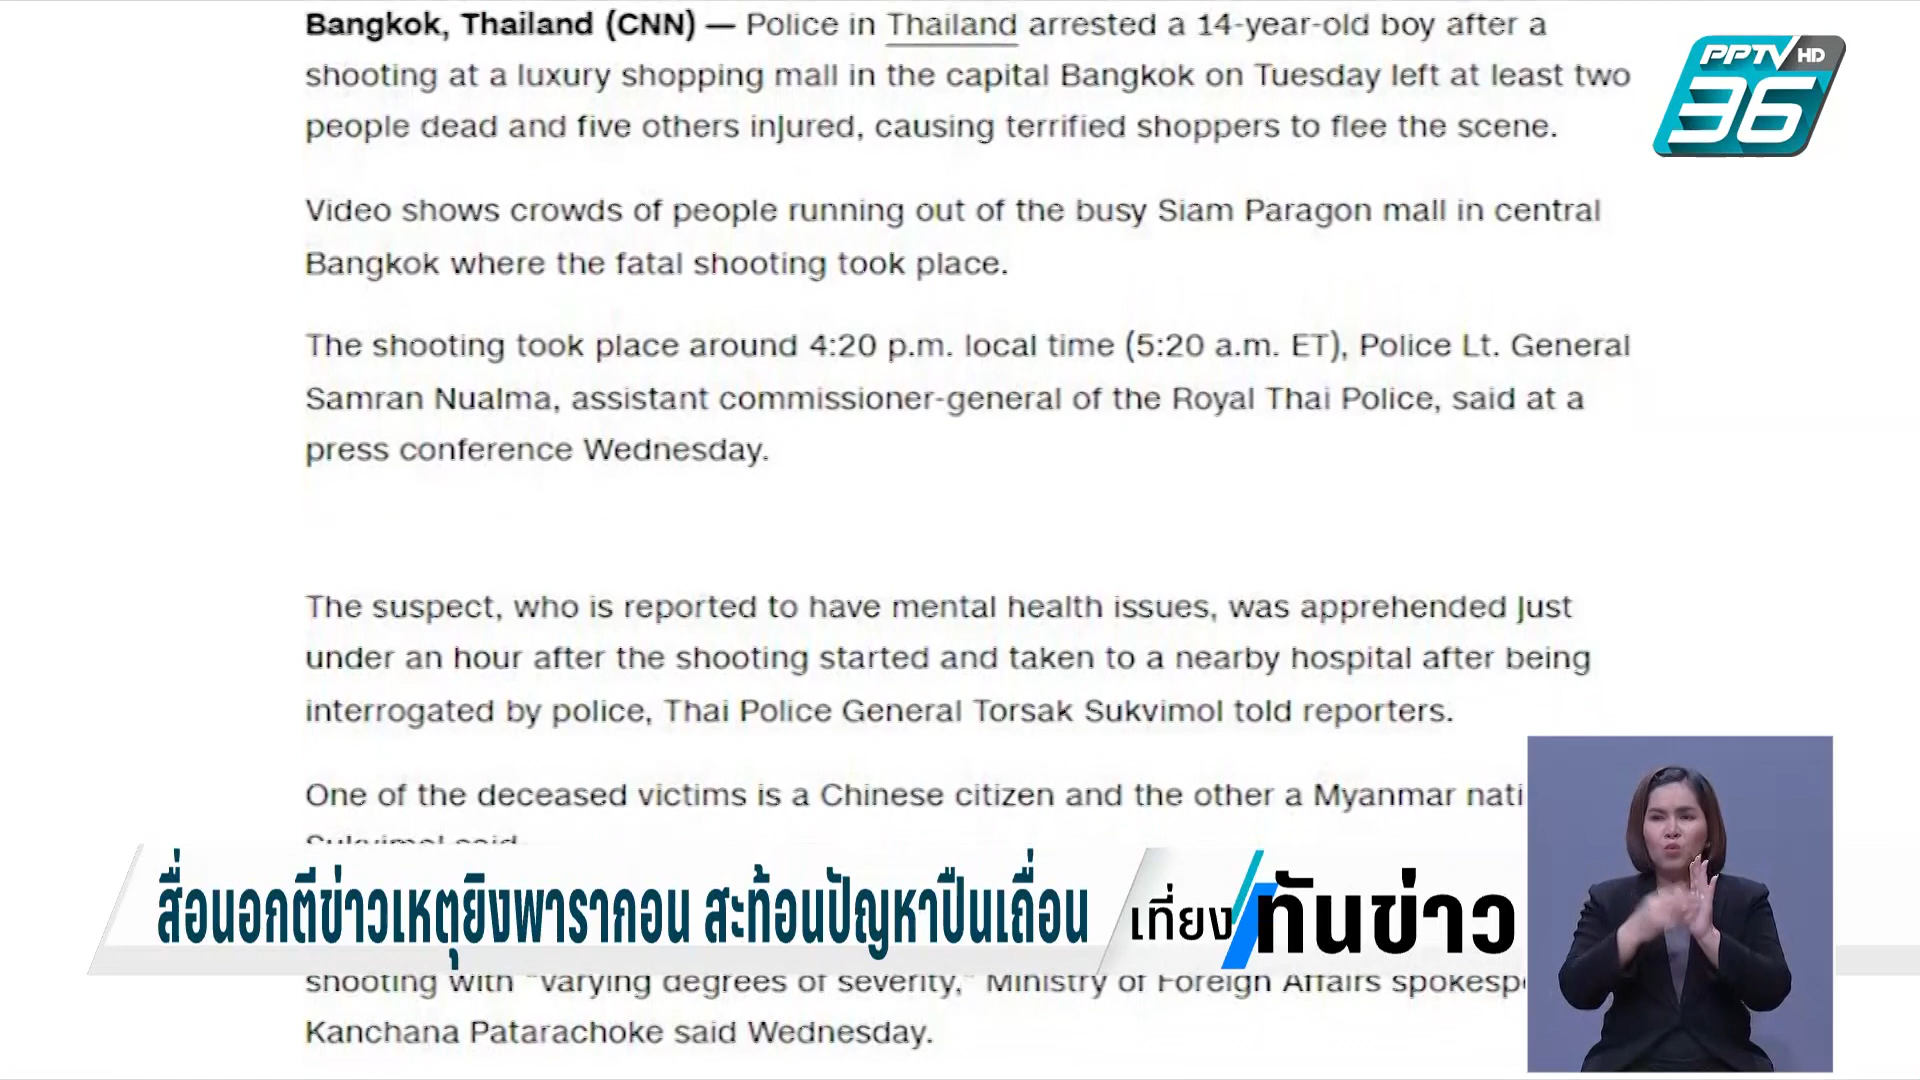 Bangkok, Thailand (CNN) — Police in Thailand arrested a 14-year-old boy after a
shooting at a luxury shopping mall in the capital Bangkok on Tuesday left at least two
people dead and five others injured, causing terrified shoppers to flee the scene.
PPTV HD
36
Video shows crowds of people running out of the busy Siam Paragon mall in central
Bangkok where the fatal shooting took place.
The shooting took place around 4:20 p.m. local time (5:20 a.m. ET), Police Lt. General
Samran Nualma, assistant commissioner-general of the Royal Thai Police, said at a
press conference Wednesday.
The suspect, who is reported to have mental health issues, was apprehended just
under an hour after the shooting started and taken to a nearby hospital after being
interrogated by police, Thai Police General Torsak Sukvimol told reporters.
One of the deceased victims is a Chinese citizen and the other a Myanmar nati
Sukvimol said.
สื่อนอกตีข่าวเหตุยิงพารากอน สะท้อนปัญหาปืนเถื่อน
เที่ยงทันข่าว
shooting with "varying degrees of severity," Ministry of Foreign Affairs spokesp
Kanchana Patarachoke said Wednesday.